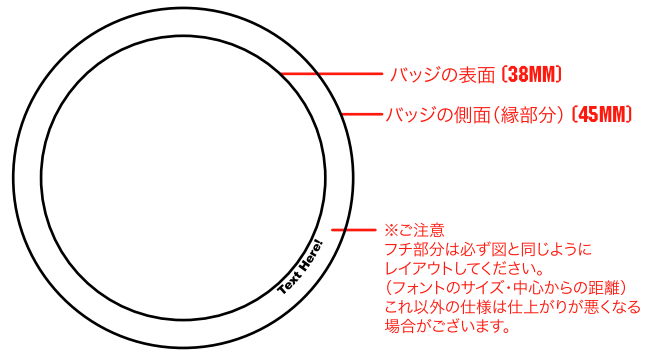 バッジの表面 (38MM)
バッジの側面(縁部分) (45MM)
※ご注意
フチ部分は必ず図と同じように
レイアウトしてください。
(フォントのサイズ・中心からの距離)
これ以外の仕様は仕上がりが悪くなる
場合がございます。
Text Here!